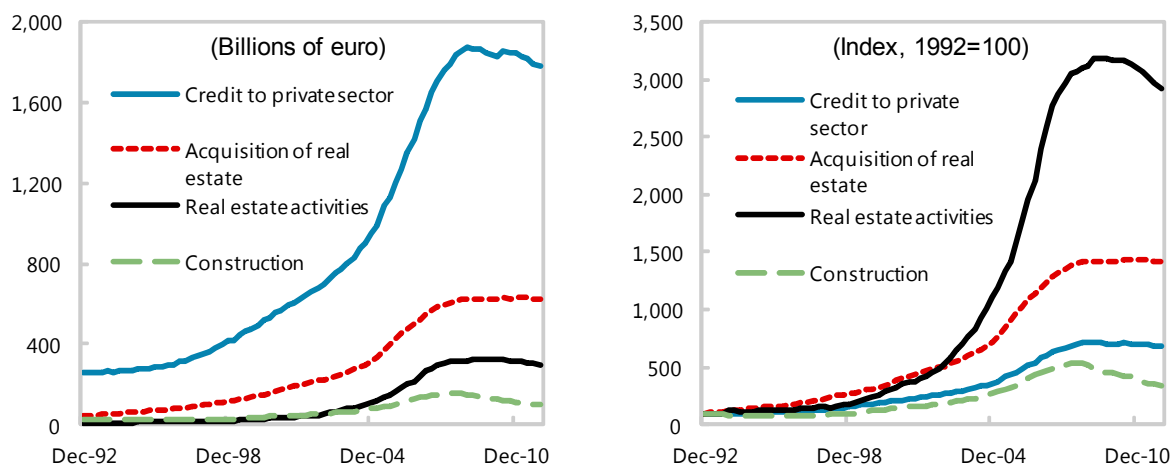 2,000
1,600
1,200
800
400
0
(Billions of euro)
Credit to private sector
Acquisition of real
estate
Real estate activities
Construction
Dec-92
Dec-98
Dec-04
Dec-10
3,500
3,000
2,500
2,000
1,500
1,000
500
0
(Index, 1992=100)
Credit to private
sector
Acquisition of real
estate
Real estate activities
Construction
Dec-92
Dec-98
Dec-04
Dec-10